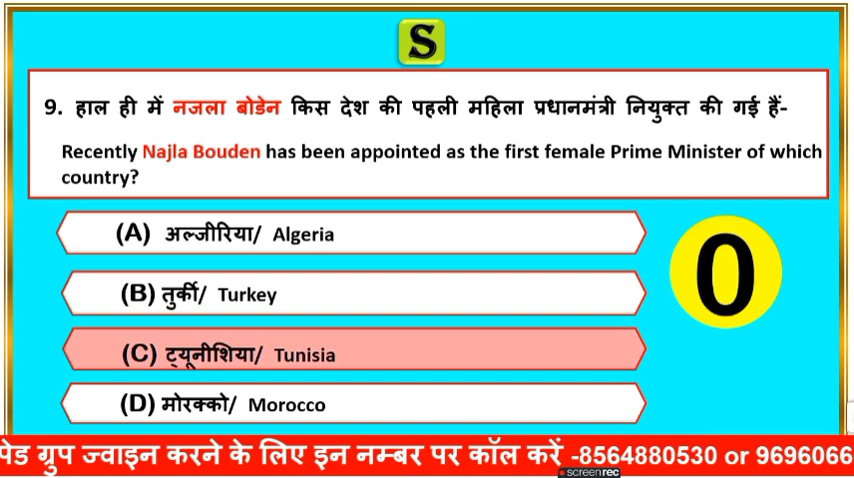 S
9. हाल ही में नजला बोडेन किस देश की पहली महिला प्रधानमंत्री नियुक्त की गई हैं-
Recently Najla Bouden has been appointed as the first female Prime Minister of which
country?
(A) अल्जीरिया/ Algeria
(B) तुर्की/ Turkey
(C) ट्यूनीशिया/ Tunisia
(D) मोरक्को/ Morocco
0
पेड ग्रुप ज्वाइन करने के लिए इन नम्बर पर कॉल करें -8564880530 or 9696066
screenrec